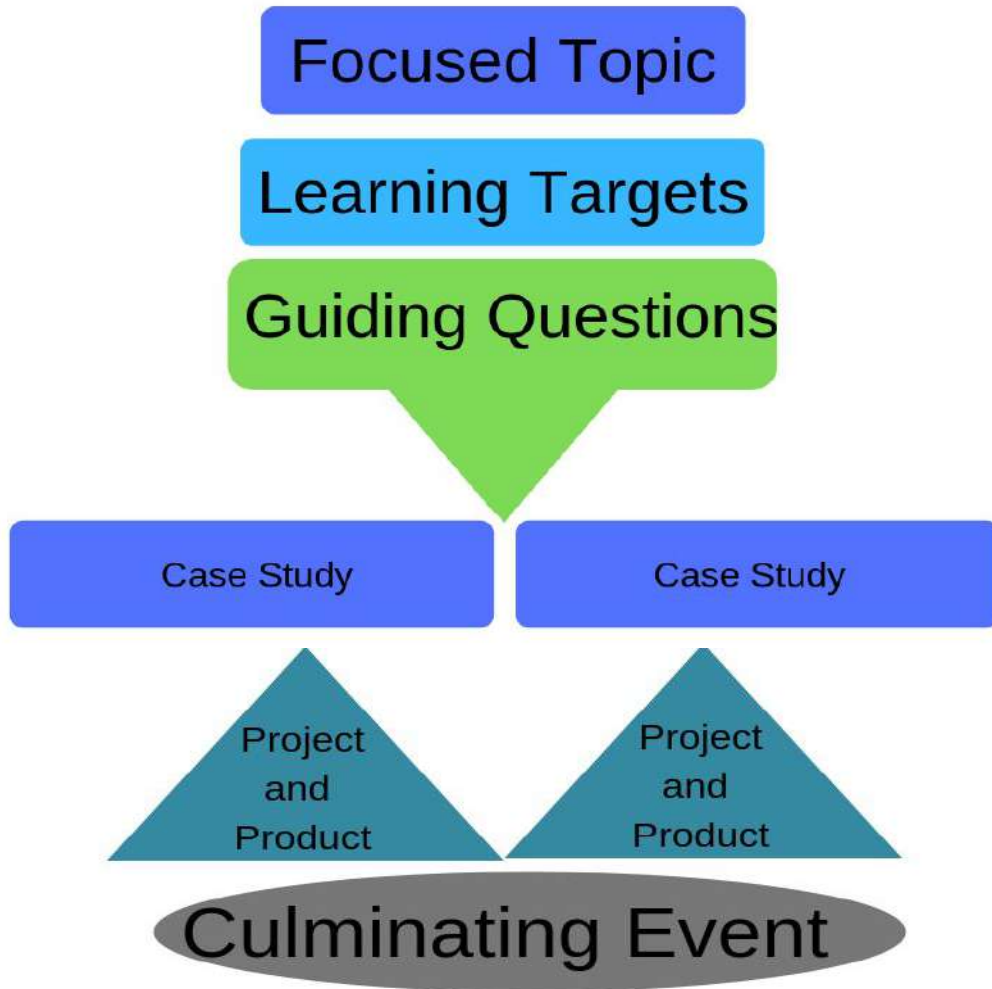 Focused Topic
Learning Targets
Guiding Questions
Case Study
Case Study
Project
and
Product
Project
and
Product
Culminating Event